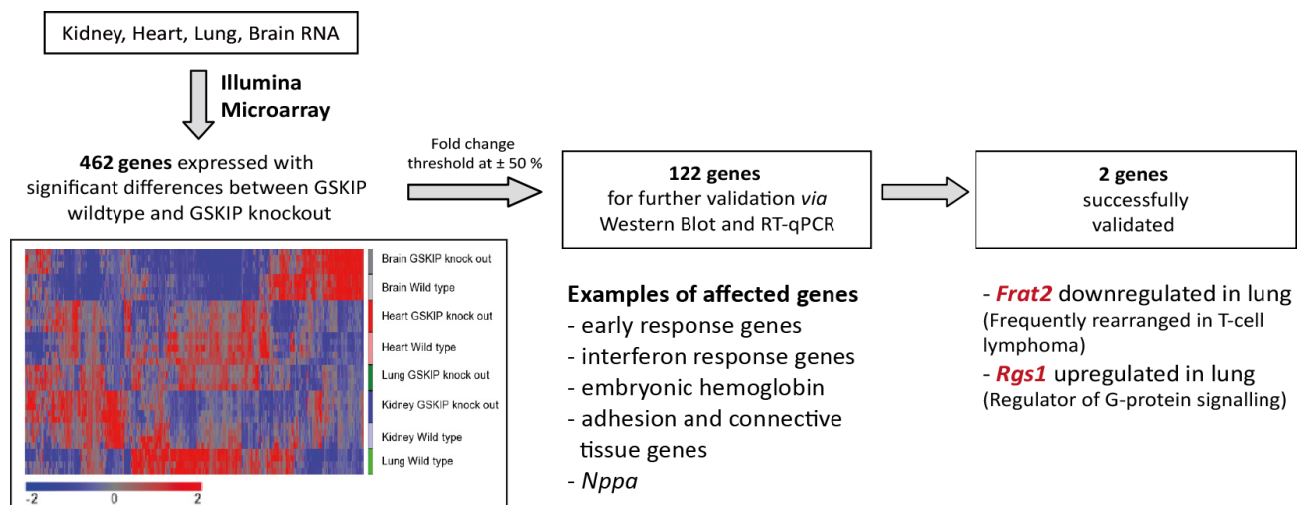 Kidney, Heart, Lung, Brain RNA
Illumina
Microarray
462 genes expressed with
significant differences between GSKIP
wildtype and GSKIP knockout
Fold change
threshold at ± 50 %
122 genes
for further validation via
Western Blot and RT-qPCR
2 genes
successfully
validated
Brain GSKIP knock out
Brain Wild type
Heart GSKIP knock out
Heart Wild type
Lung GSKIP knock out
Kidrey GSKIP knock out
Kidrey Wild type
Lung Wild type
-2 0 2
Examples of affected genes
- early response genes
- interferon response genes
- embryonic hemoglobin
- adhesion and connective
tissue genes
- Nppa
- Frat2 downregulated in lung
(Frequently rearranged in T-cell
lymphoma)
- Rgs1 upregulated in lung
(Regulator of G-protein signalling)